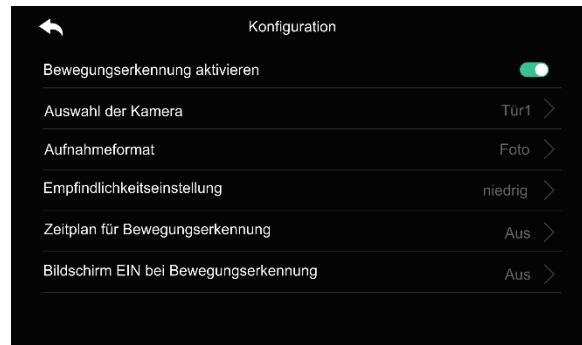 Konfiguration
Bewegungserkennung aktivieren
Auswahl der Kamera Tür1
Aufnahmeformat Foto
Empfindlichkeitseinstellung niedrig
Zeitplan für Bewegungserkennung Aus
Bildschirm EIN bei Bewegungserkennung Aus